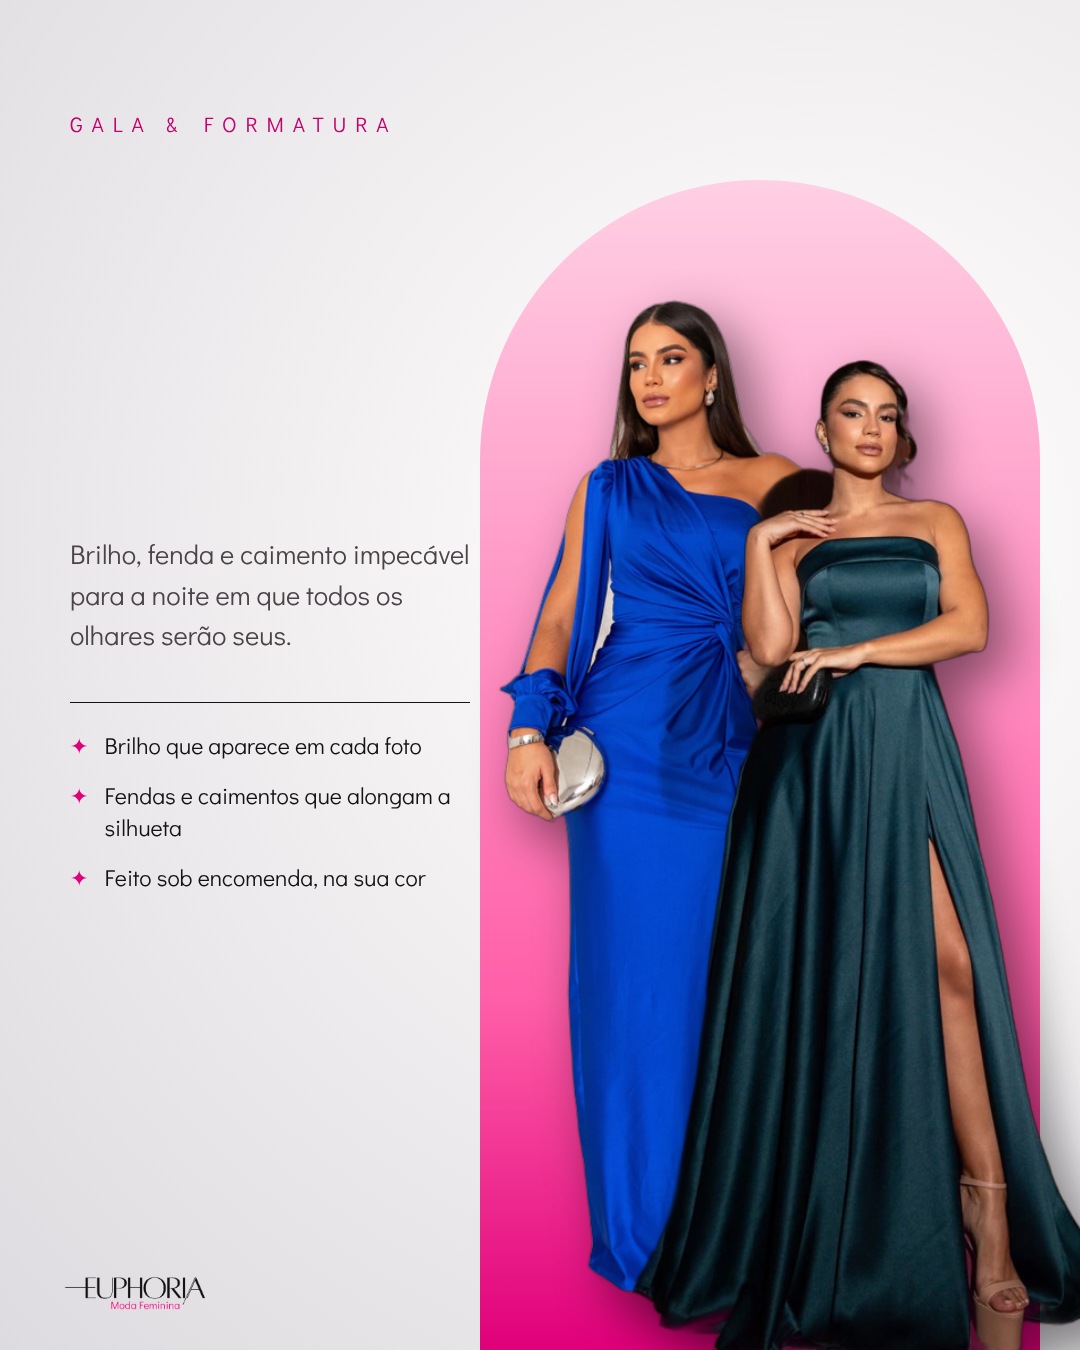 GALA & FORMATURA
Brilho, fenda e caimento impecável
para a noite em que todos os
olhares serão seus.
Brilho que aparece em cada foto
Fendas e caimentos que alongam a
silhueta
Feito sob encomenda, na sua cor
EUPHORIA
Moda Feminina